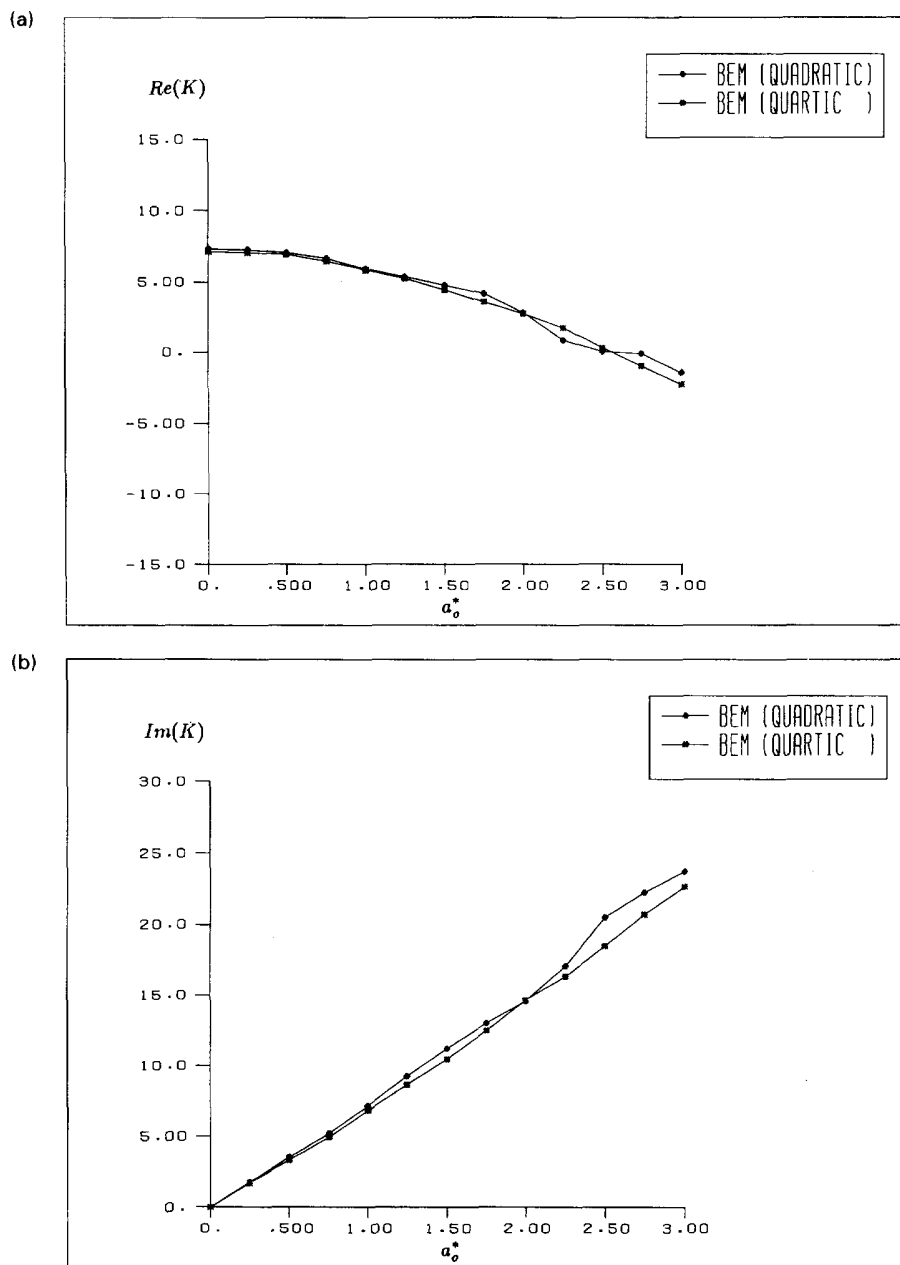 (a)
Re(K)
BEM (QUADRATIC)
BEM (QUARTIC )
15.0
10.0
5.00
0.
-5.00
-10.0
-15.0
0. .500 1.00 1.50 2.00 2.50 3.00
a*o
(b)
Im(K)
BEM (QUADRATIC)
BEM (QUARTIC )
30.0
25.0
20.0
15.0
10.0
5.00
0.
0. .500 1.00 1.50 2.00 2.50 3.00
a*o